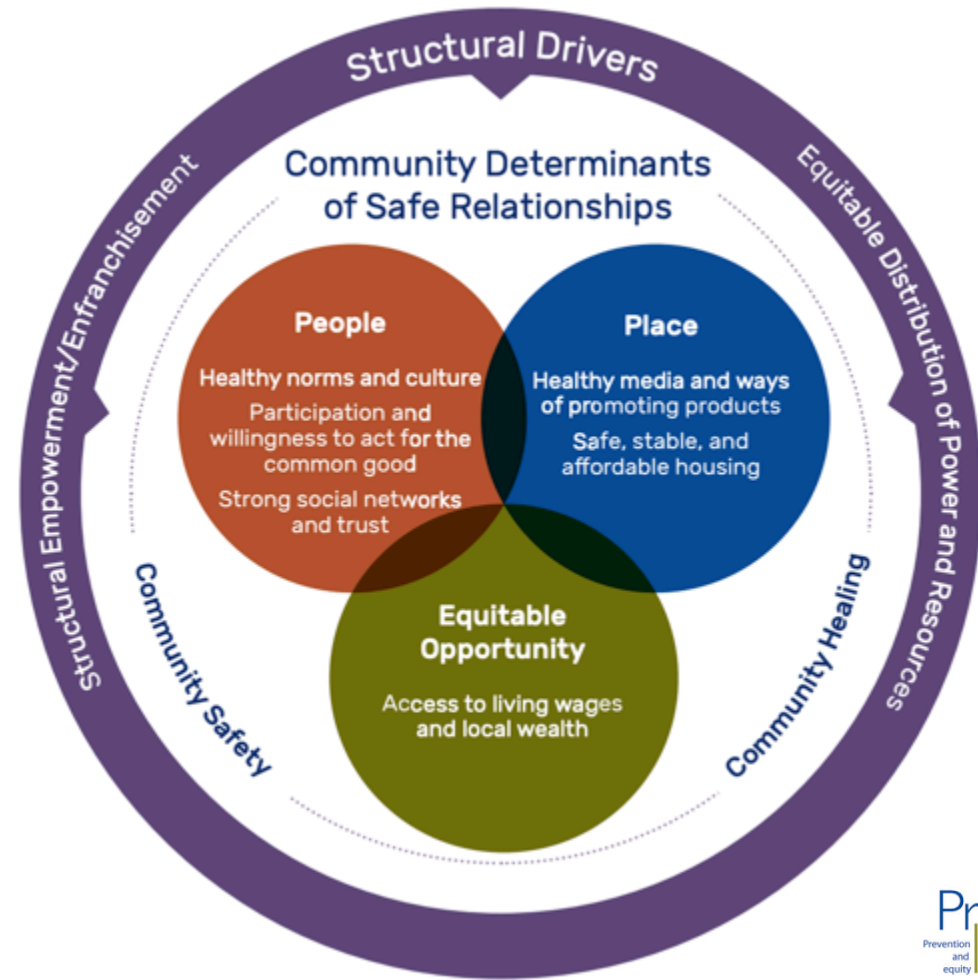 Structural Drivers
Structural Empowerment/Enfranchisement
Equitable Distribution of Power and Resources
Community Determinants
of Safe Relationships
People
Healthy norms and culture
Participation and
willingness to act for the
common good
Strong social networks
and trust
Place
Healthy media and ways
of promoting products
Safe, stable, and
affordable housing
Equitable
Opportunity
Access to living wages
and local wealth
Community Safety
Community Healing
Pr
Prevention
and
equity